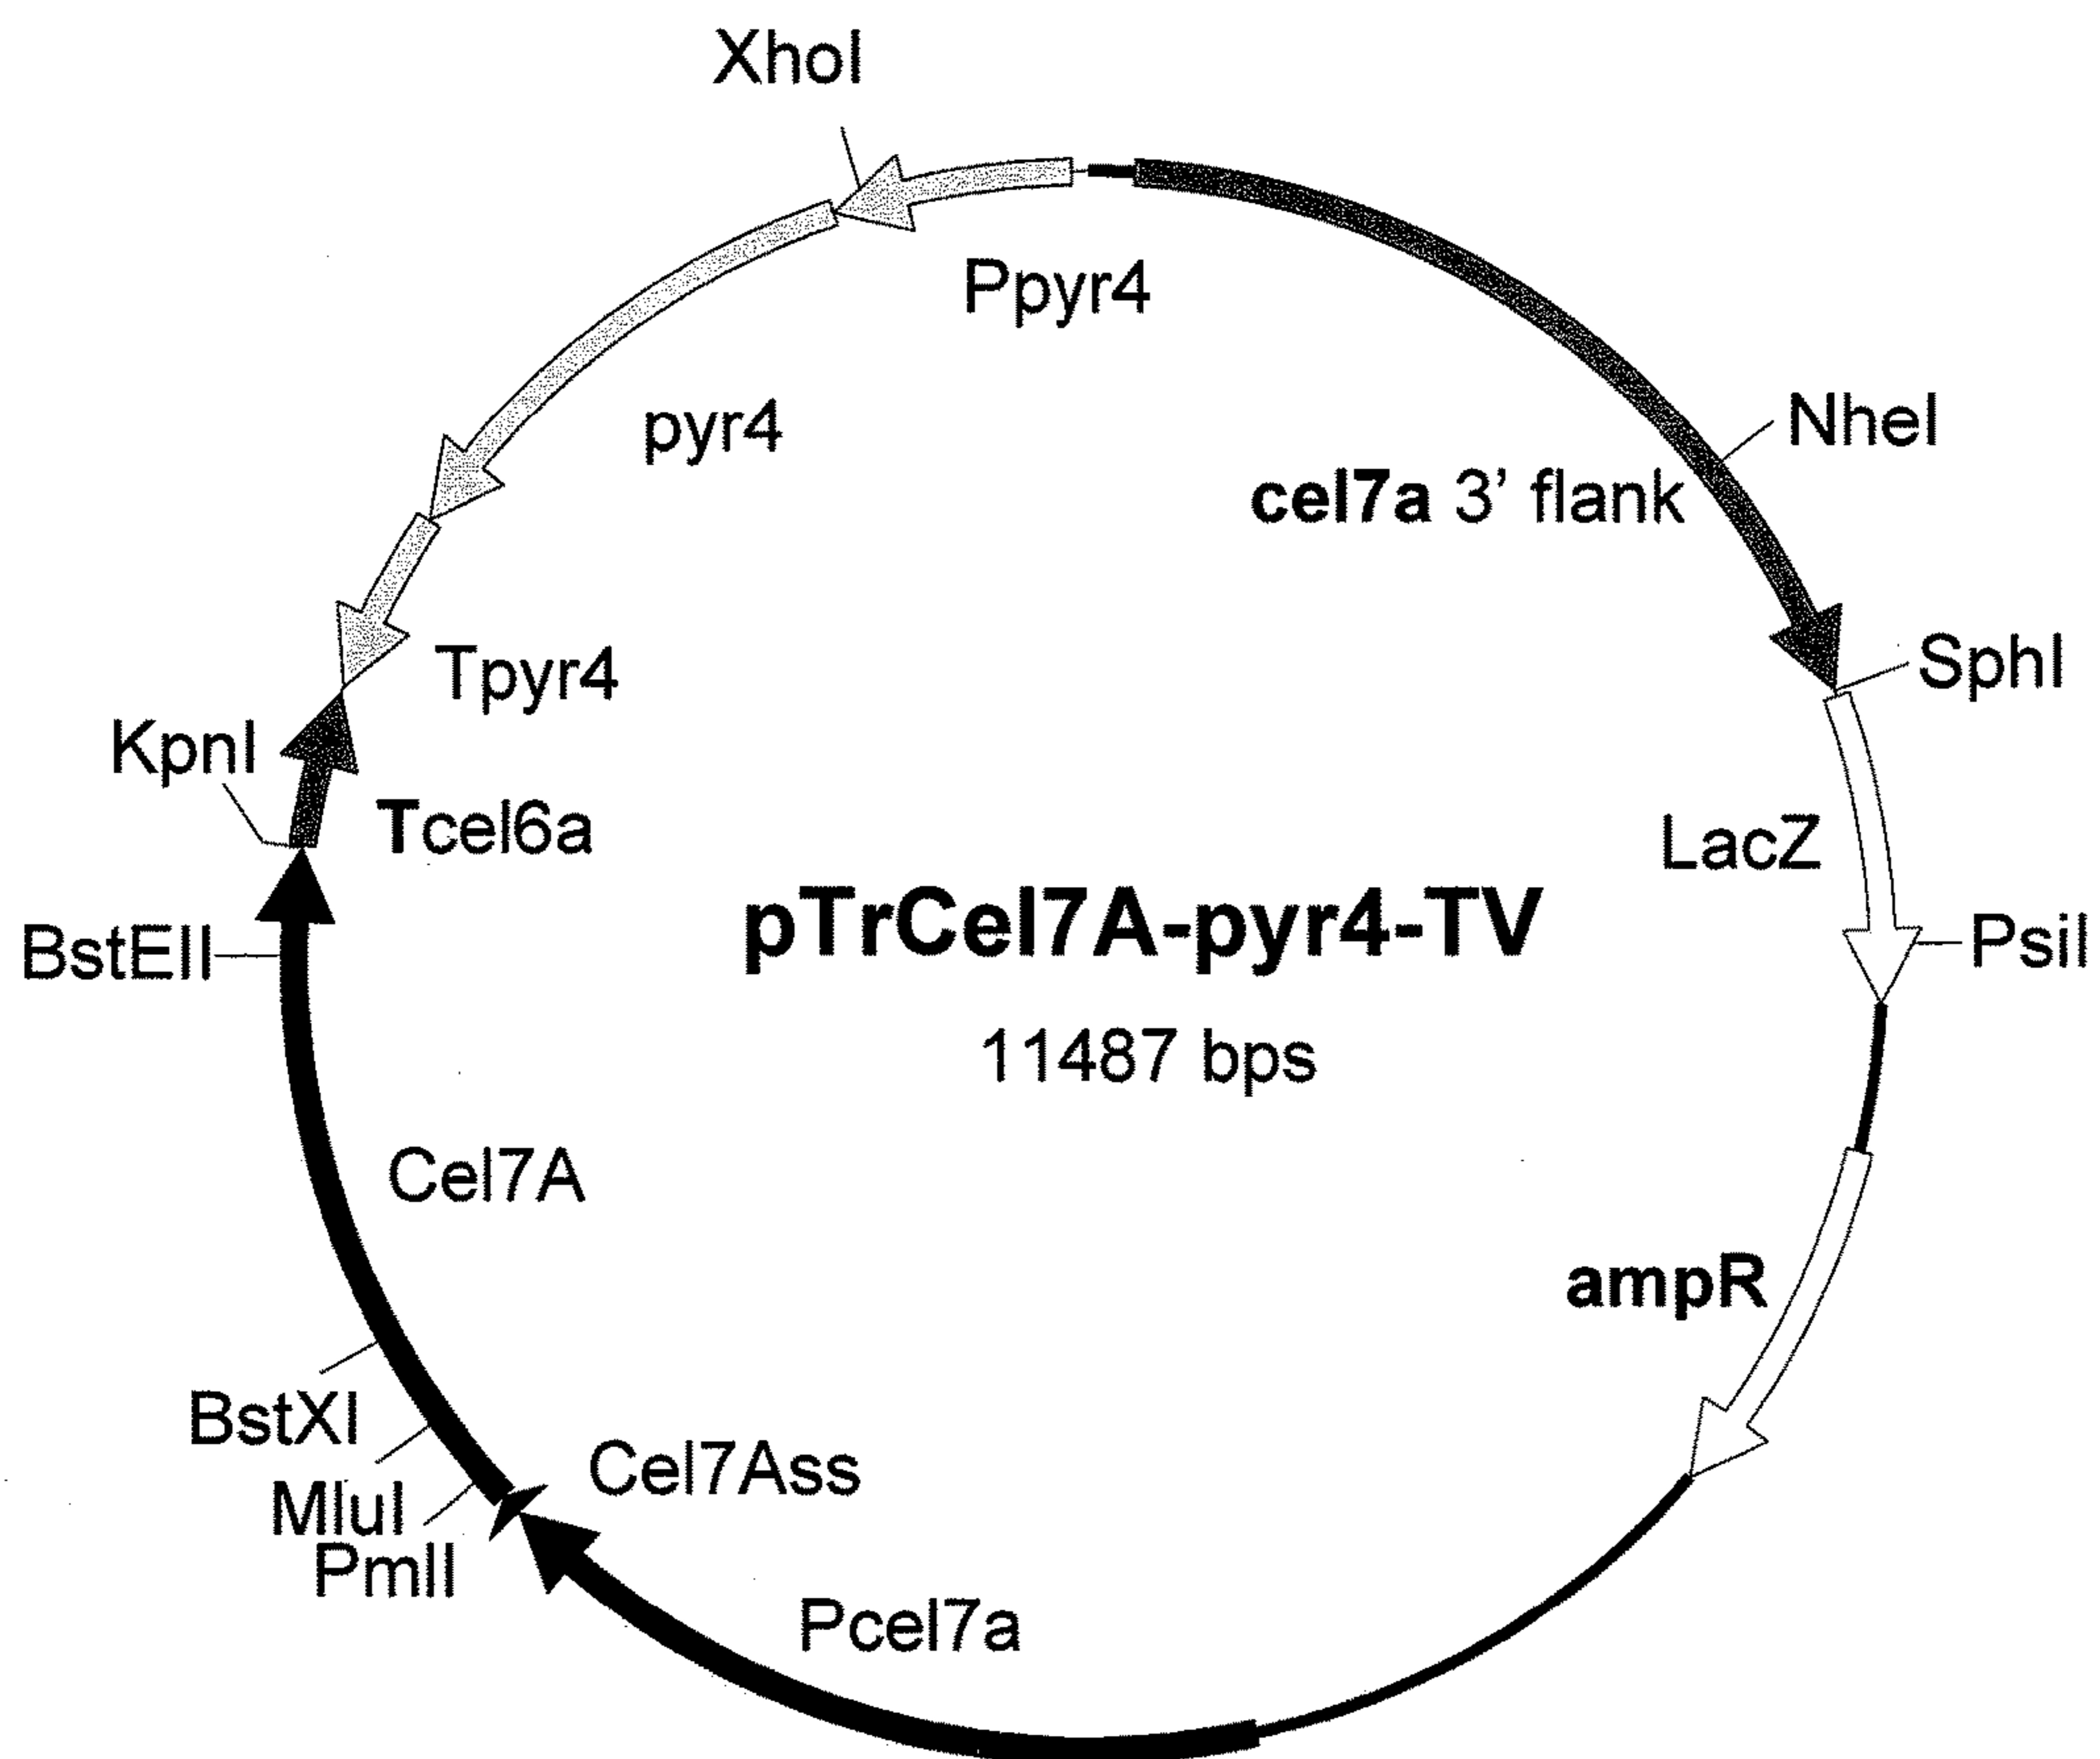 XhoI
Ppyr4
pyr4
NheI
cel7a 3’ flank
SphI
Tpyr4
KpnI
Tcel6a
LacZ
pTrCel7A-pyr4-TV
BstEII
PsiI
11487 bps
Cel7A
ampR
BstXI
Cel7Ass
MluI
PmlI
Pcel7a